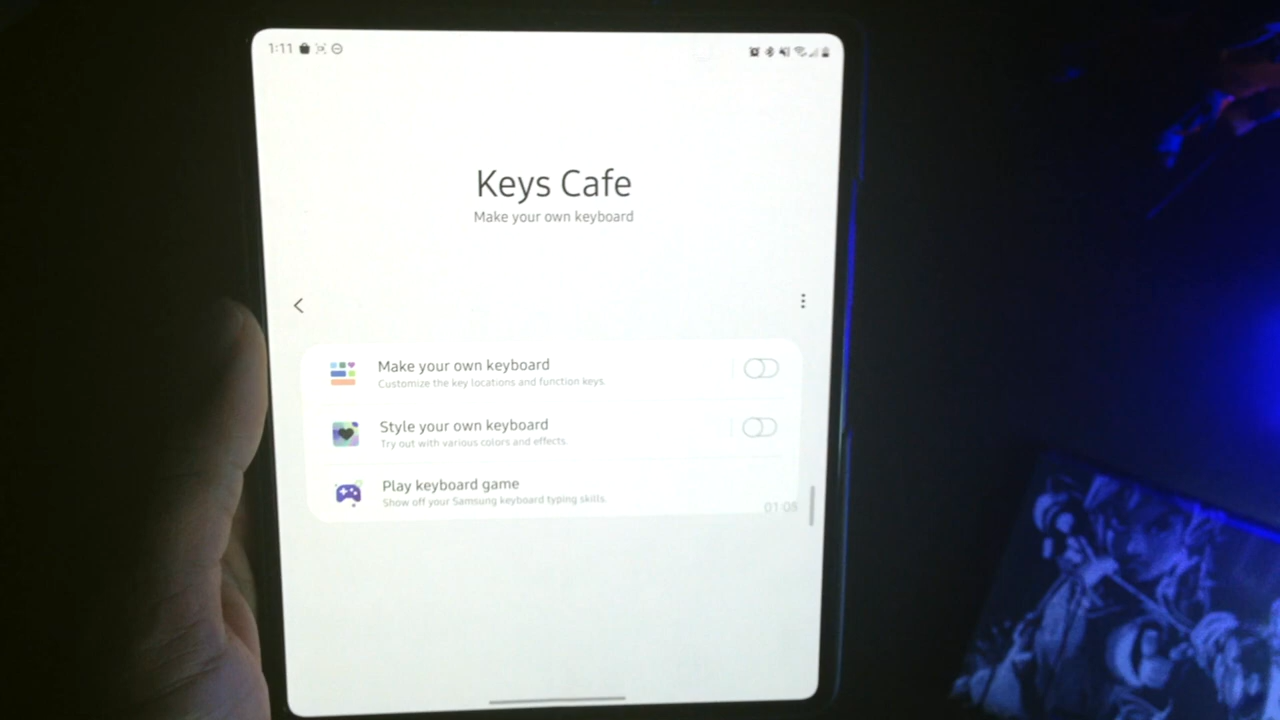 1:11
Keys Cafe
Make your own keyboard
Make your own keyboard
Customize the key locations and function keys.
Style your own keyboard
Try out with various colors and effects.
Play keyboard game
Show off your Samsung keyboard typing skills.
01:05